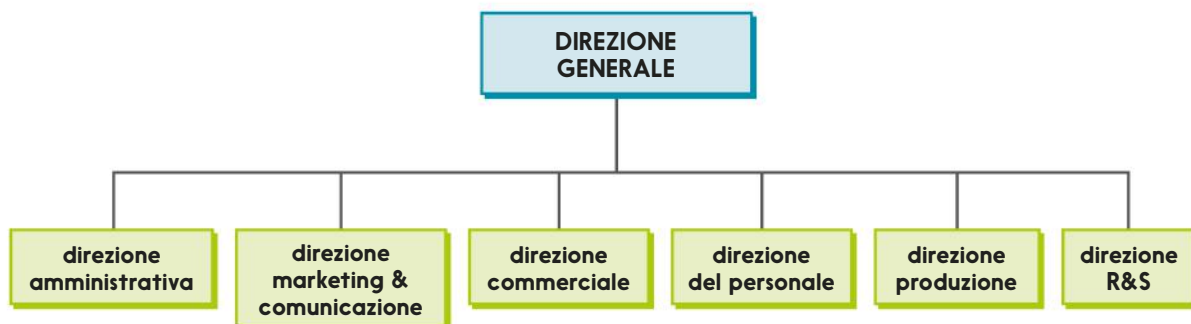 DIREZIONE
GENERALE
direzione
amministrativa
direzione
marketing &
comunicazione
direzione
commerciale
direzione
del personale
direzione
produzione
direzione
R&S